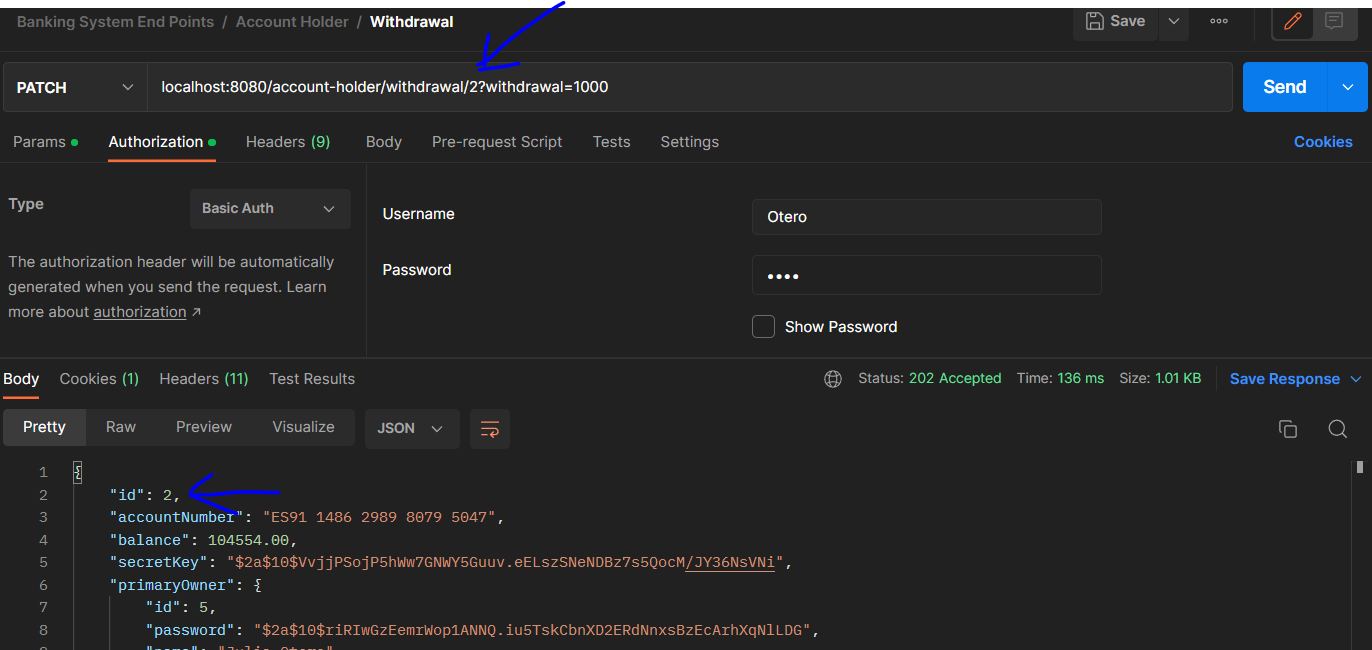 Banking System End Points / Account Holder / Withdrawal
Save
PATCH
localhost:8080/account-holder/withdrawal/2?withdrawal=1000
Send
Params
Authorization
Headers (9)
Body
Pre-request Script
Tests
Settings
Cookies
Type
Basic Auth
The authorization header will be automatically
generated when you send the request. Learn
more about authorization ↗
Username
Otero
Password
••••
Show Password
Body
Cookies (1)
Headers (11)
Test Results
Status: 202 Accepted
Time: 136 ms
Size: 1.01 KB
Save Response
Pretty
Raw
Preview
Visualize
JSON
1 {
2 "id": 2,
3 "accountNumber": "ES91 1486 2989 8079 5047",
4 "balance": 104554.00,
5 "secretKey": "$2a$10$VvjjPSojP5hWw7GNWY5Guuv.eELszSNeNDBz7s5QocM/JY36NsVNi",
6 "primaryOwner": {
7 "id": 5,
8 "password": "$2a$10$riRIwGzEemrWop1ANNQ.iu5TskCbnXD2ERdNnxsBzEcArhXqNlLDG",